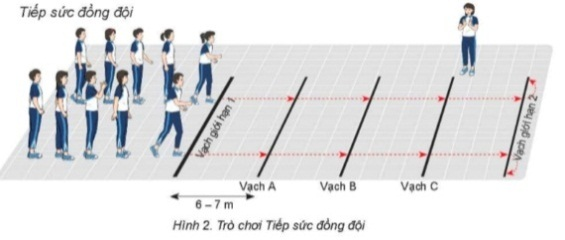 Tiếp sức đồng đội
Vạch giới hạn 1
Vạch giới hạn 2
Vạch A
Vạch B
Vạch C
6 – 7 m
Hình 2. Trò chơi Tiếp sức đồng đội